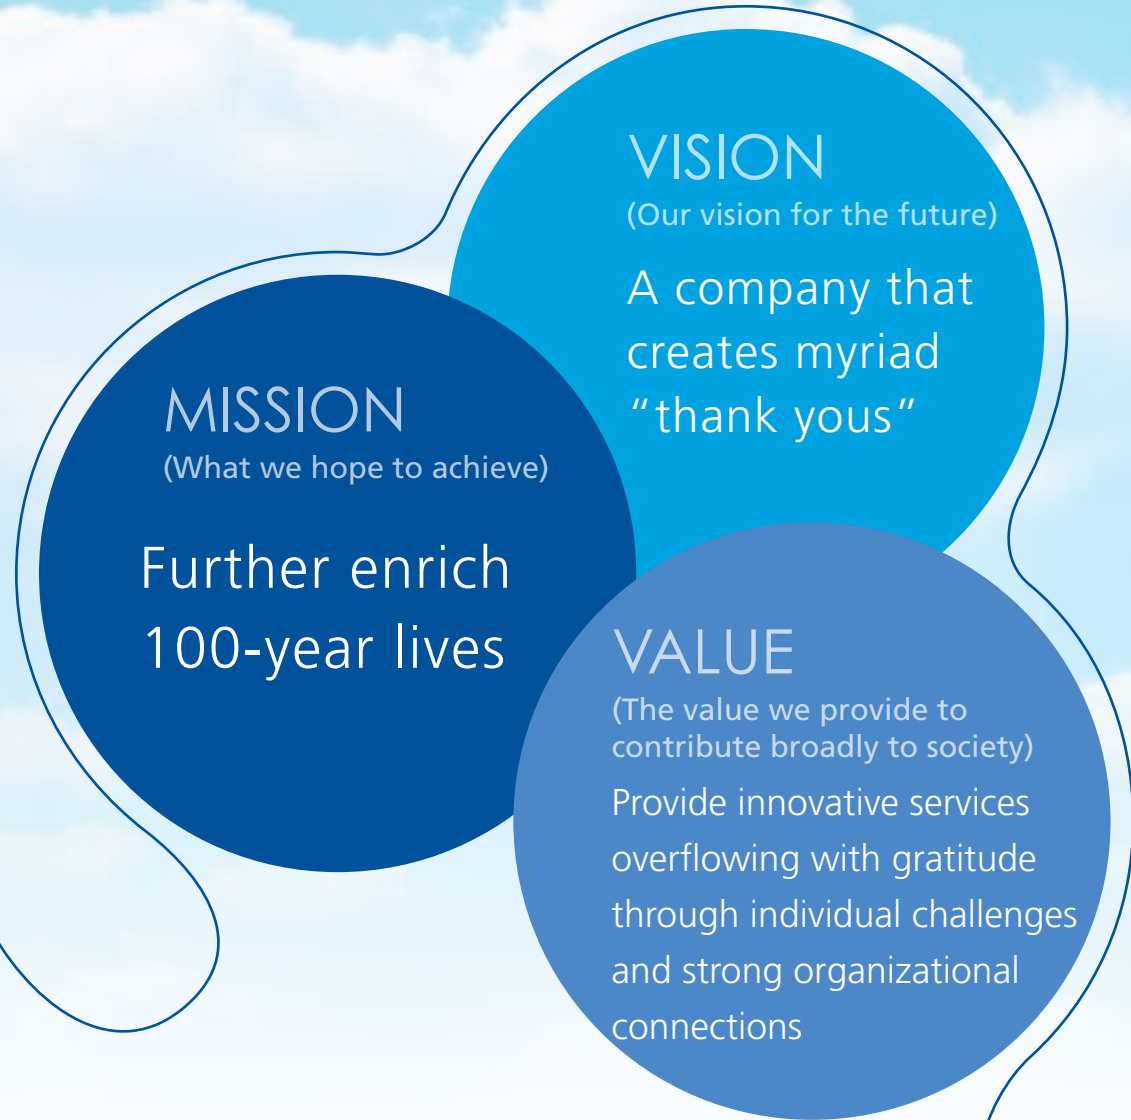 VISION
(Our vision for the future)
A company that
creates myriad
“thank yous”
MISSION
(What we hope to achieve)
Further enrich
100-year lives
VALUE
(The value we provide to
contribute broadly to society)
Provide innovative services
overflowing with gratitude
through individual challenges
and strong organizational
connections